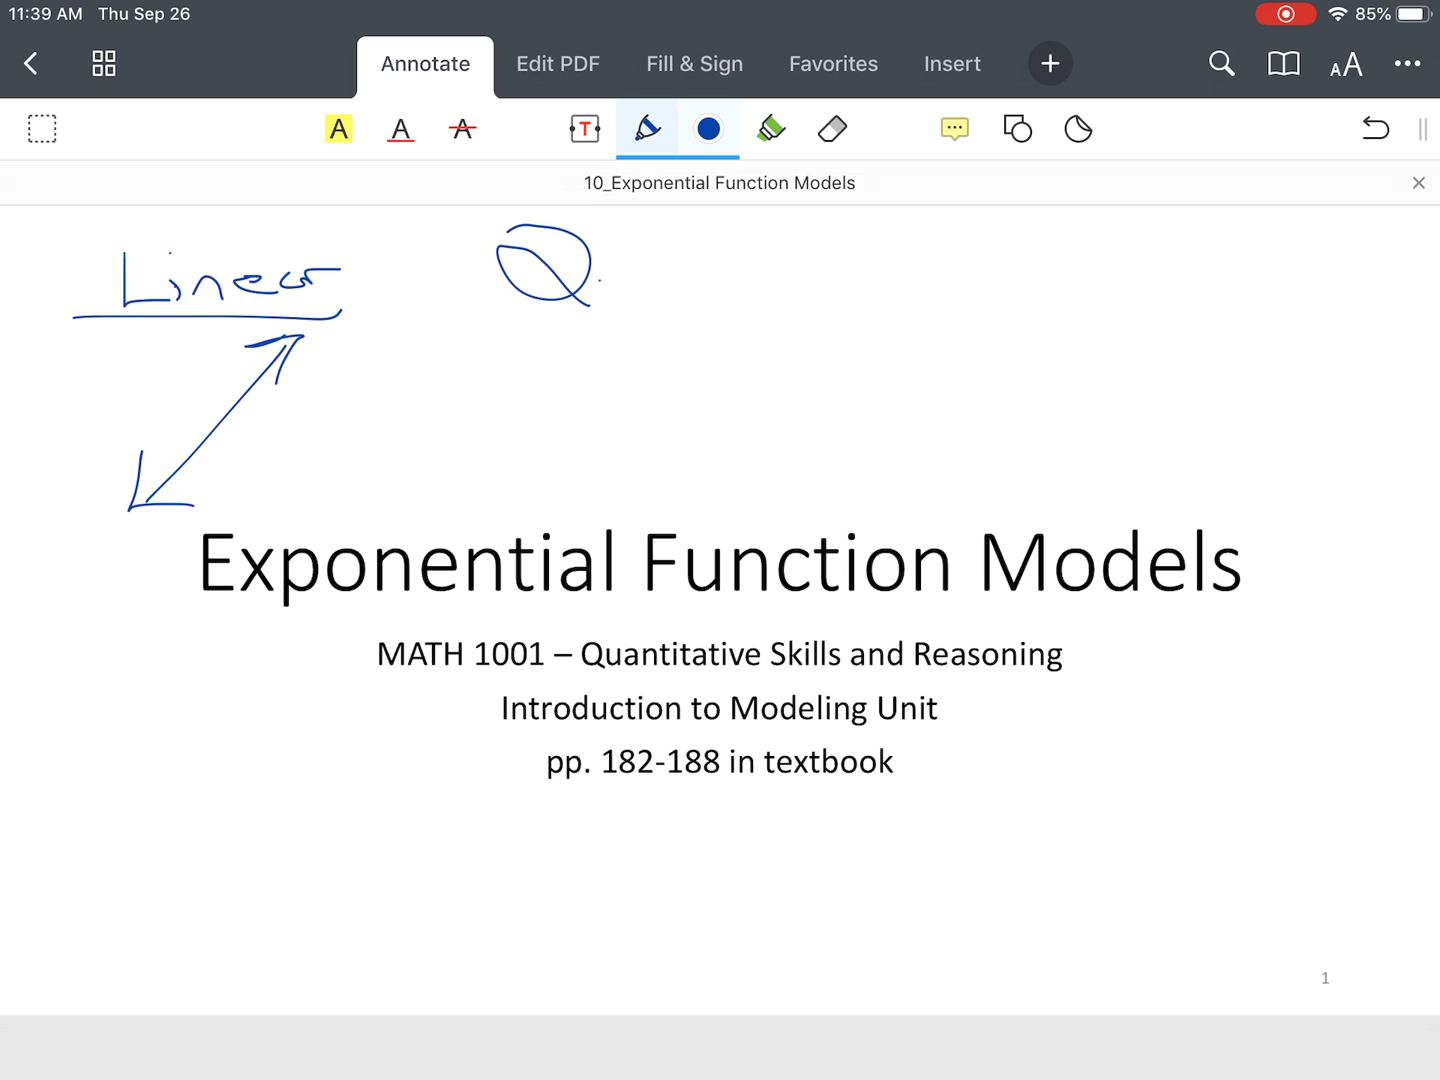 11:39 AM Thu Sep 26 85%
Annotate Edit PDF Fill & Sign Favorites Insert
A A A T
10_Exponential Function Models
Linear Q
Exponential Function Models
MATH 1001 – Quantitative Skills and Reasoning
Introduction to Modeling Unit
pp. 182-188 in textbook
1